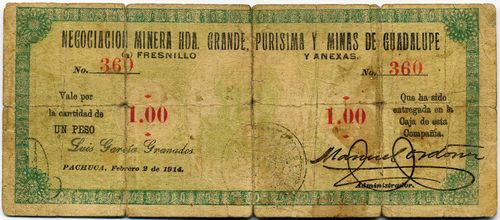 NEGOCIACION MINERA HDA. GRANDE, PURISIMA Y MINAS DE GUADALUPE
(a) FRESNILLO Y ANEXAS.
No. 360
No. 360
Vale por
la cantidad de
UN PESO
1.00
1.00
Que ha sido
entregada en la
Caja de esta
Compañía.
Luis García Granados
PACHUCA, Febrero 2 de 1914.
Administrador.